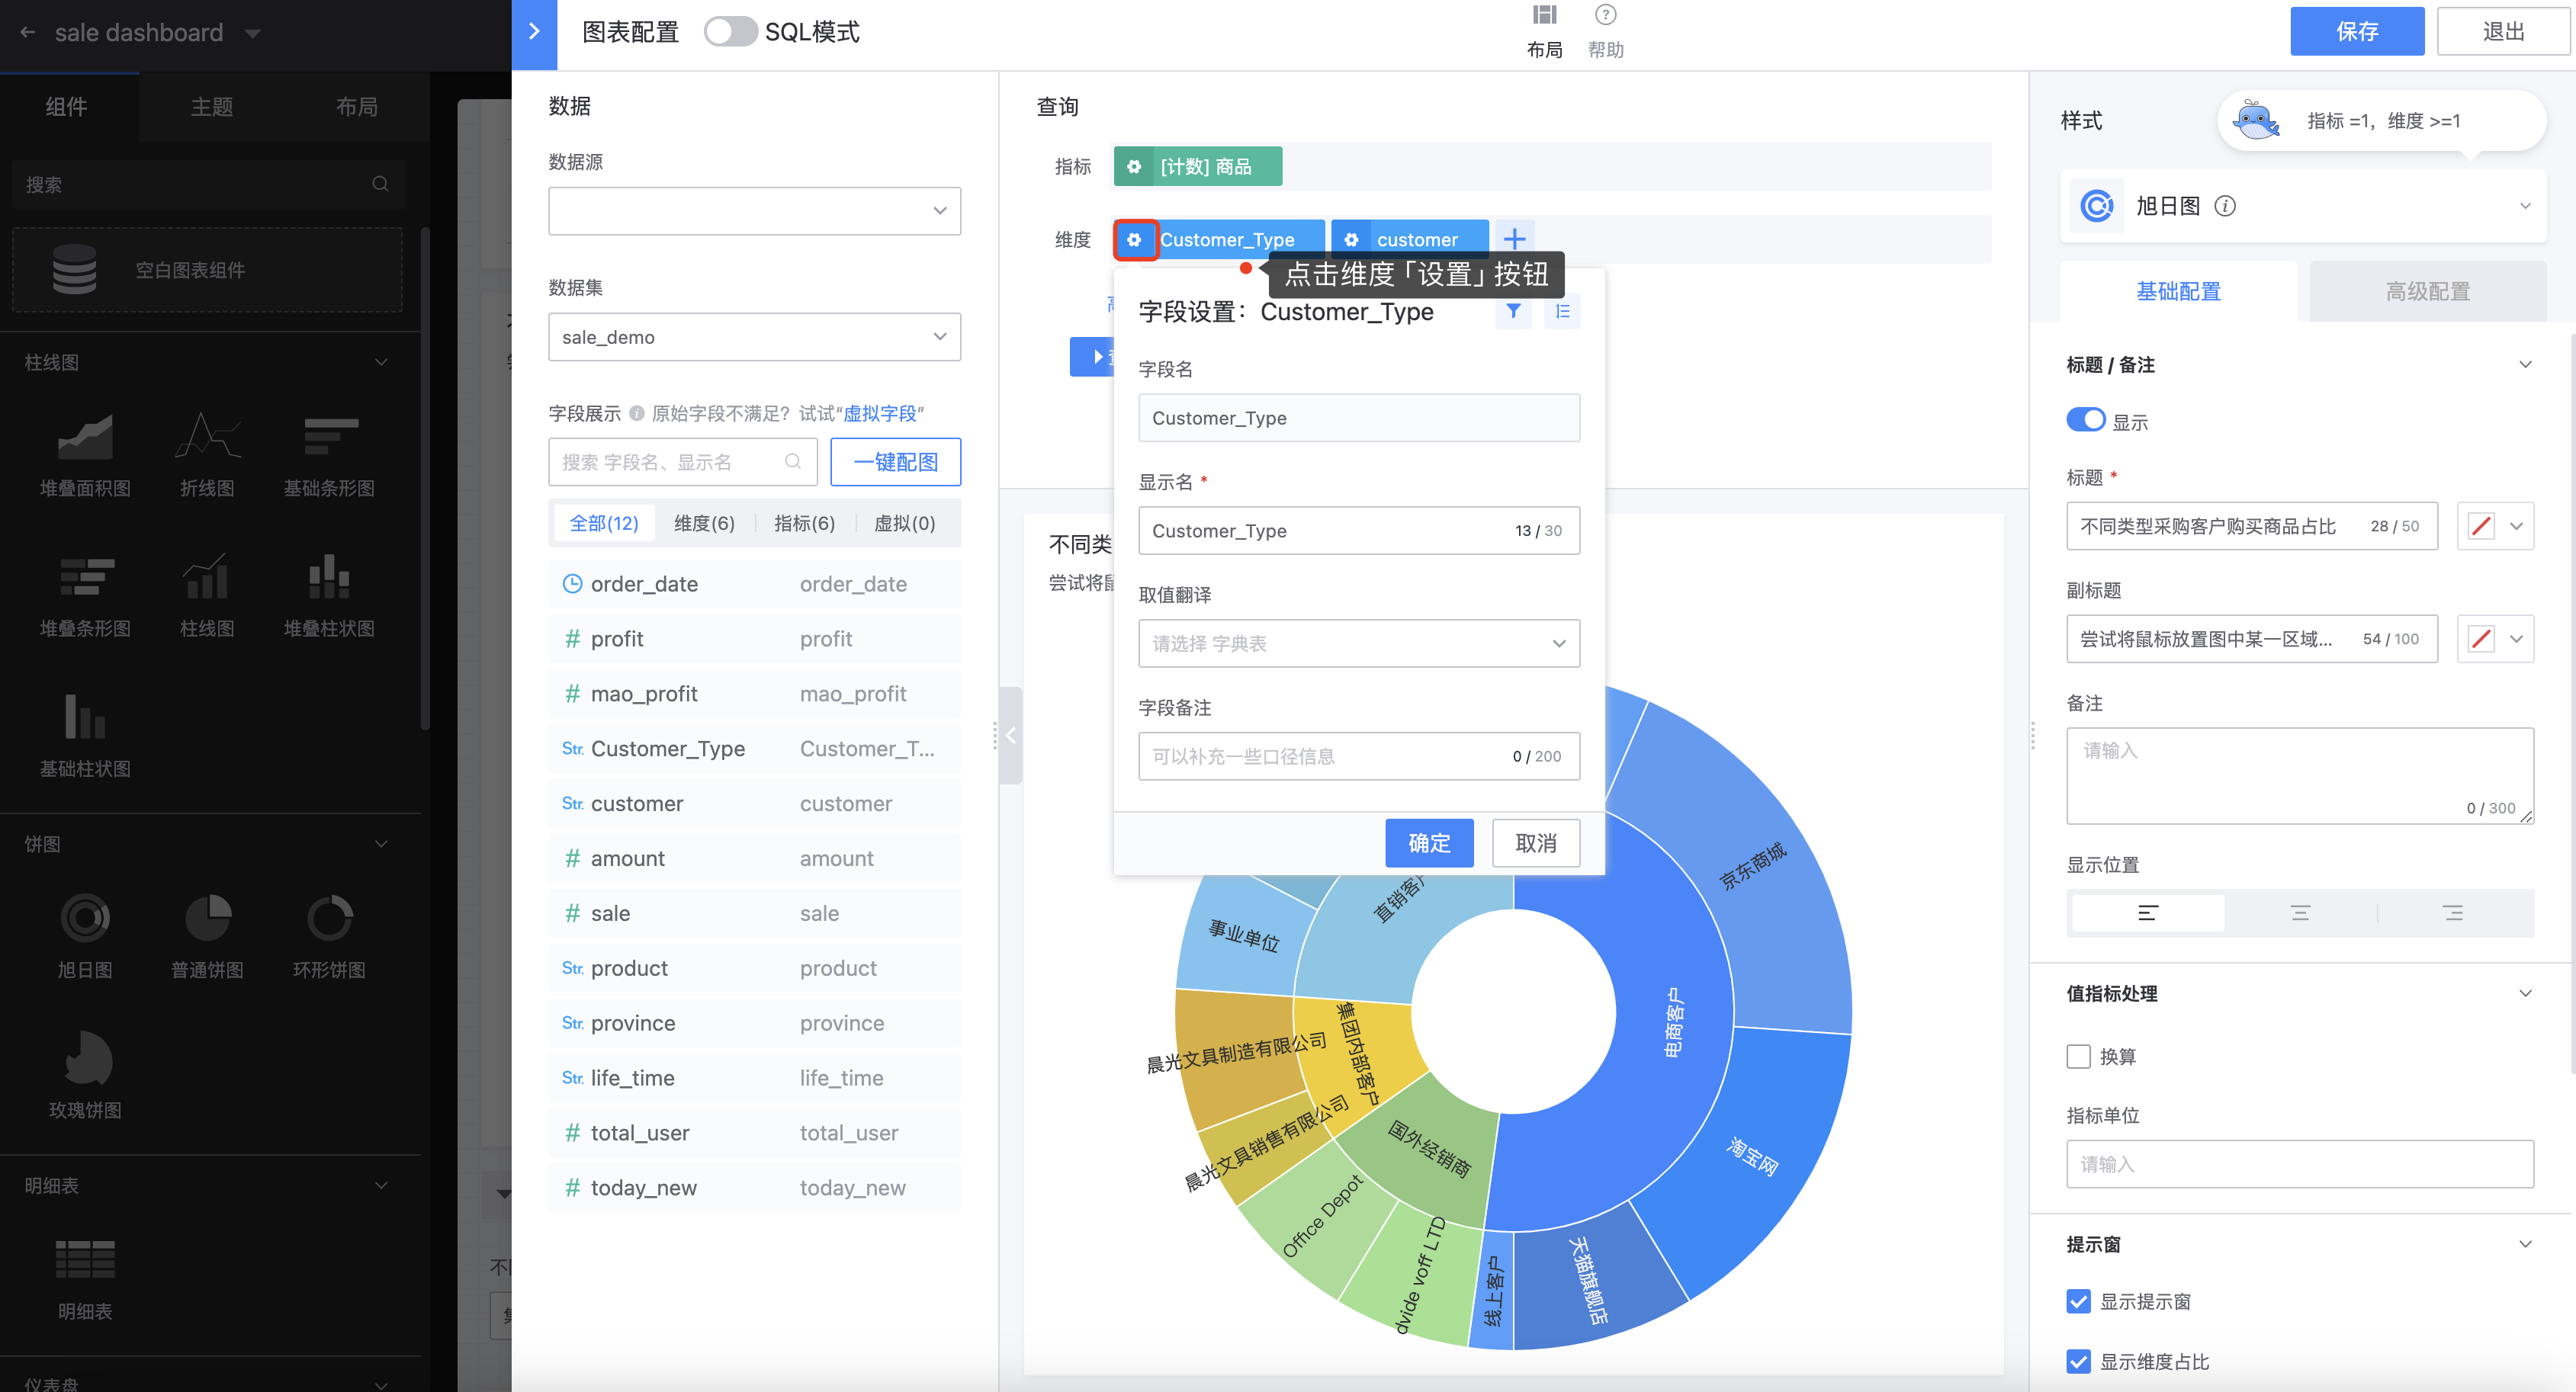 sale dashboard
图表配置
SQL模式
布局
帮助
保存
退出
组件
主题
布局
搜索
空白图表组件
柱线图
堆叠面积图
折线图
基础条形图
堆叠条形图
柱线图
堆叠柱状图
基础柱状图
饼图
旭日图
普通饼图
环形饼图
玫瑰饼图
明细表
明细表
仪表盘
数据
数据源
数据集
sale_demo
字段展示 原始字段不满足? 试试“虚拟字段”
搜索 字段名、显示名
一键配图
全部(12)
维度(6)
指标(6)
虚拟(0)
order_date order_date
# profit profit
# mao_profit mao_profit
Str. Customer_Type Customer_T...
Str. customer customer
# amount amount
# sale sale
Str. product product
Str. province province
Str. life_time life_time
# total_user total_user
# today_new today_new
查询
指标
[计数] 商品
维度
Customer_Type
customer
点击维度「设置」按钮
字段设置： Customer_Type
字段名
Customer_Type
显示名 *
Customer_Type 13 / 30
取值翻译
请选择 字典表
字段备注
可以补充一些口径信息 0 / 200
确定
取消
不同类
尝试将鼠
京东商城
直销客户
事业单位
电商客户
集团内部客户
晨光文具制造有限公司
晨光文具销售有限公司
国外经销商
淘宝网
Office Depot
dvide voff LTD
线上客户
天猫旗舰店
样式
指标 =1, 维度 >=1
旭日图
基础配置
高级配置
标题 / 备注
显示
标题 *
不同类型采购客户购买商品占比 28 / 50
副标题
尝试将鼠标放置图中某一区域... 54 / 100
备注
请输入
0 / 300
显示位置
值指标处理
换算
指标单位
请输入
提示窗
显示提示窗
显示维度占比